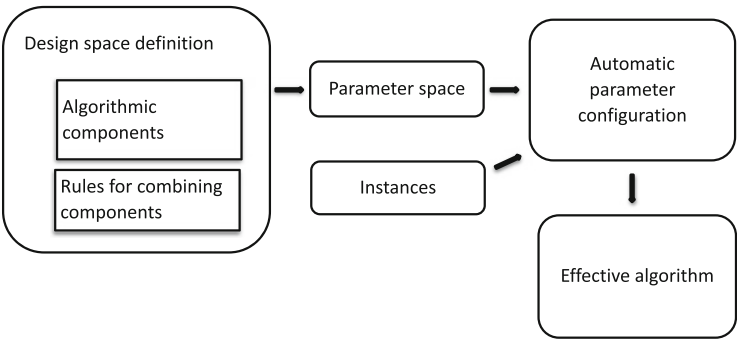 Design space definition
Algorithmic
components
Rules for combining
components
Parameter space
Instances
Automatic
parameter
configuration
Effective algorithm